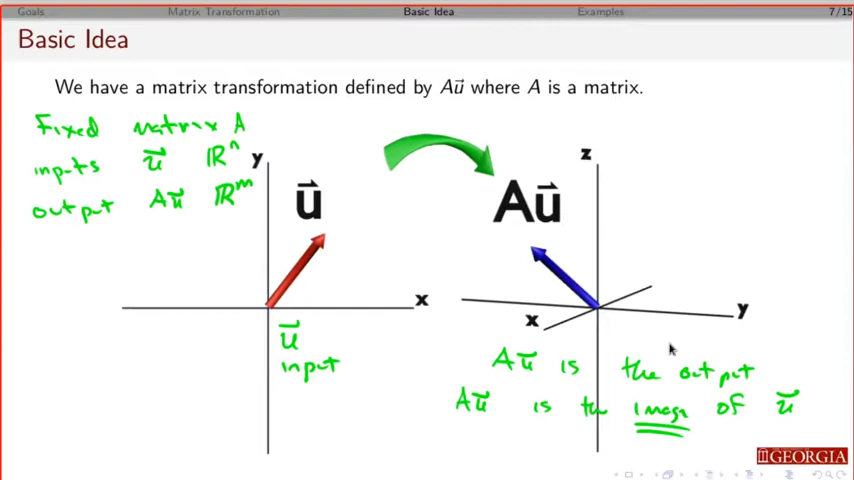 Goals Matrix Transformation Basic Idea Examples 7/15
Basic Idea
We have a matrix transformation defined by Au⃗ where A is a matrix.
Fixed matrix A
inputs u⃗ ℝⁿ
output Au⃗ ℝᵐ
y
u⃗
x
u⃗
input
z
Au⃗
y
x
Au⃗ is the output
Au⃗ is the image of u⃗
GEORGIA